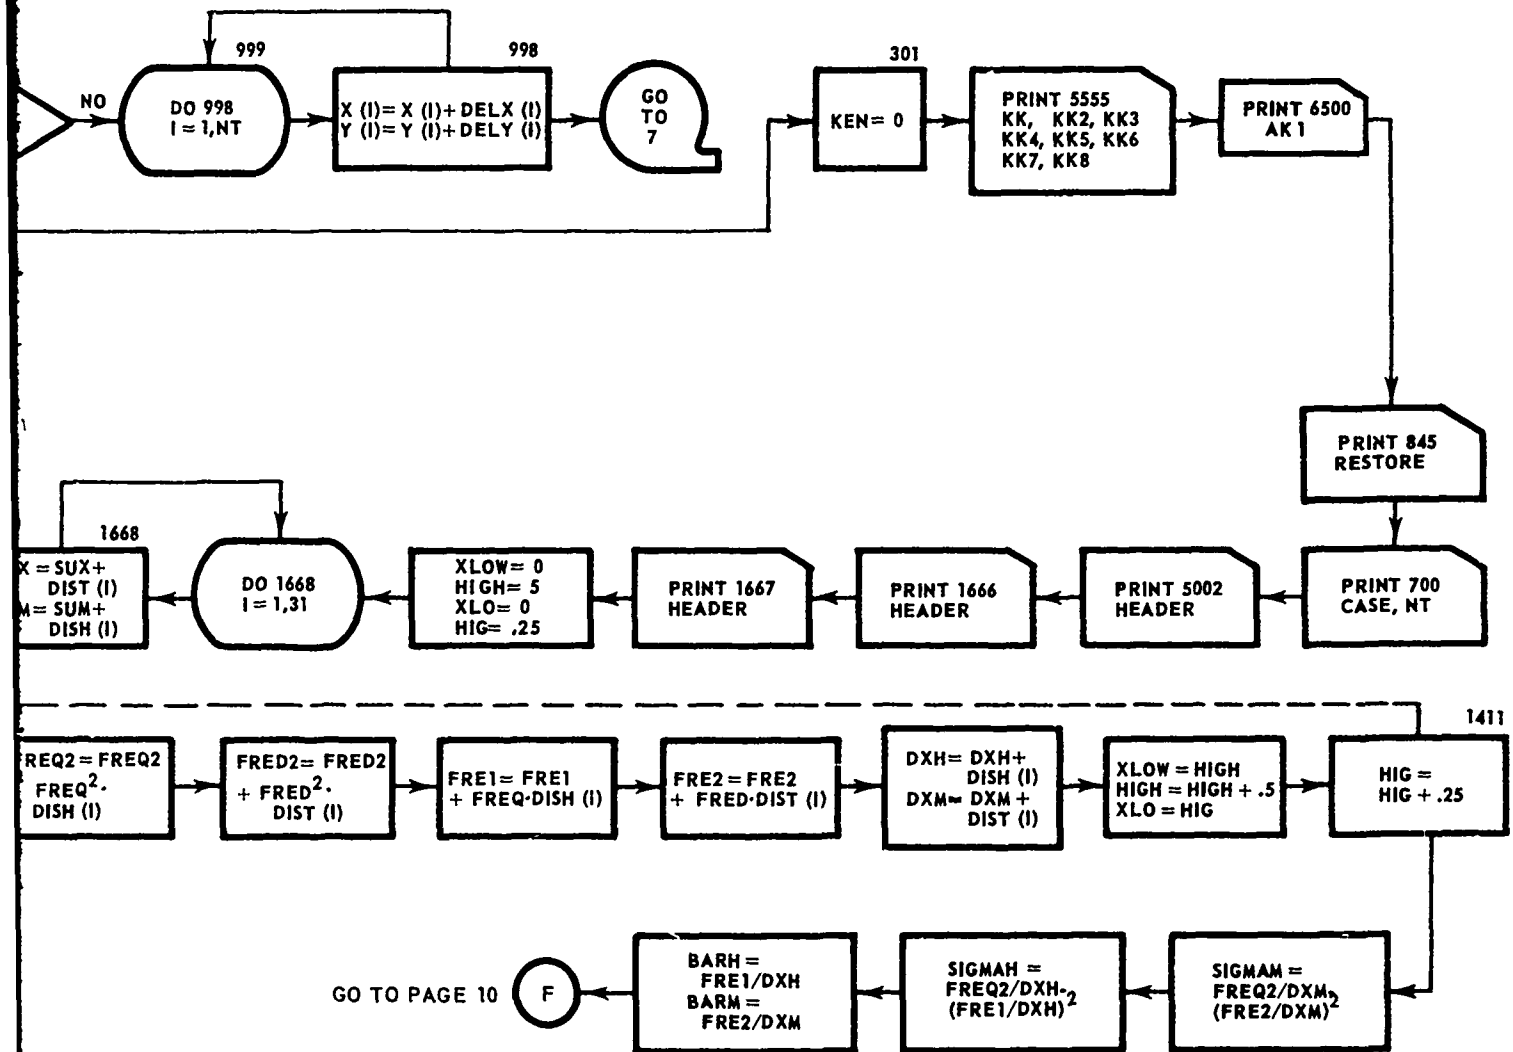 NO
999
DO 998
I = 1,NT
998
X (I)= X (I)+ DELX (I)
Y (I)= Y (I)+ DELY (I)
GO
TO
7
301
KEN= 0
PRINT 5555
KK, KK2, KK3
KK4, KK5, KK6
KK7, KK8
PRINT 6500
AK1
PRINT 845
RESTORE
PRINT 700
CASE, NT
PRINT 5002
HEADER
PRINT 1666
HEADER
PRINT 1667
HEADER
XLOW= 0
HIGH= 5
XLO= 0
HIG= .25
DO 1668
I = 1,31
1668
X = SUX+
DIST (I)
M= SUM+
DISH (I)
REQ2 = FREQ2
FREQ²·
DISH (I)
FRED2= FRED2
+ FRED²·
DIST (I)
FRE1= FRE1
+ FREQ·DISH (I)
FRE2 = FRE2
+ FRED·DIST (I)
DXH= DXH+
DISH (I)
DXM= DXM+
DIST (I)
XLOW = HIGH
HIGH = HIGH + .5
XLO = HIG
1411
HIG =
HIG + .25
SIGMAM =
FREQ2/DXM-
(FRE2/DXM)²
SIGMAH =
FREQ2/DXH-
(FRE1/DXH)²
BARH =
FRE1/DXH
BARM =
FRE2/DXM
F
GO TO PAGE 10